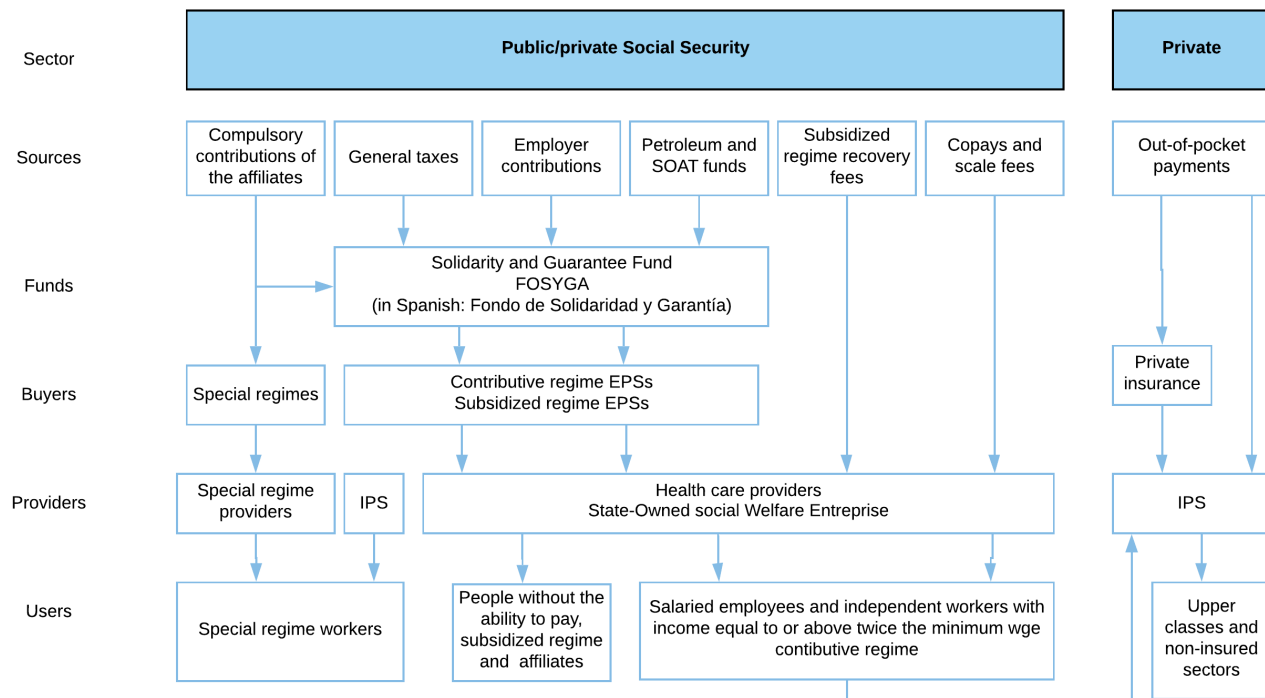 Sector
Public/private Social Security
Private
Sources
Compulsory
contributions of
the affiliates
General taxes
Employer
contributions
Petroleum and
SOAT funds
Subsidized
regime recovery
fees
Copays and
scale fees
Out-of-pocket
payments
Funds
Solidarity and Guarantee Fund
FOSYGA
(in Spanish: Fondo de Solidaridad y Garantía)
Buyers
Special regimes
Contributive regime EPSs
Subsidized regime EPSs
Private
insurance
Providers
Special regime
providers
IPS
Health care providers
State-Owned social Welfare Entreprise
IPS
Users
Special regime workers
People without the
ability to pay,
subsidized regime
and affiliates
Salaried employees and independent workers with
income equal to or above twice the minimum wge
contibutive regime
Upper
classes and
non-insured
sectors